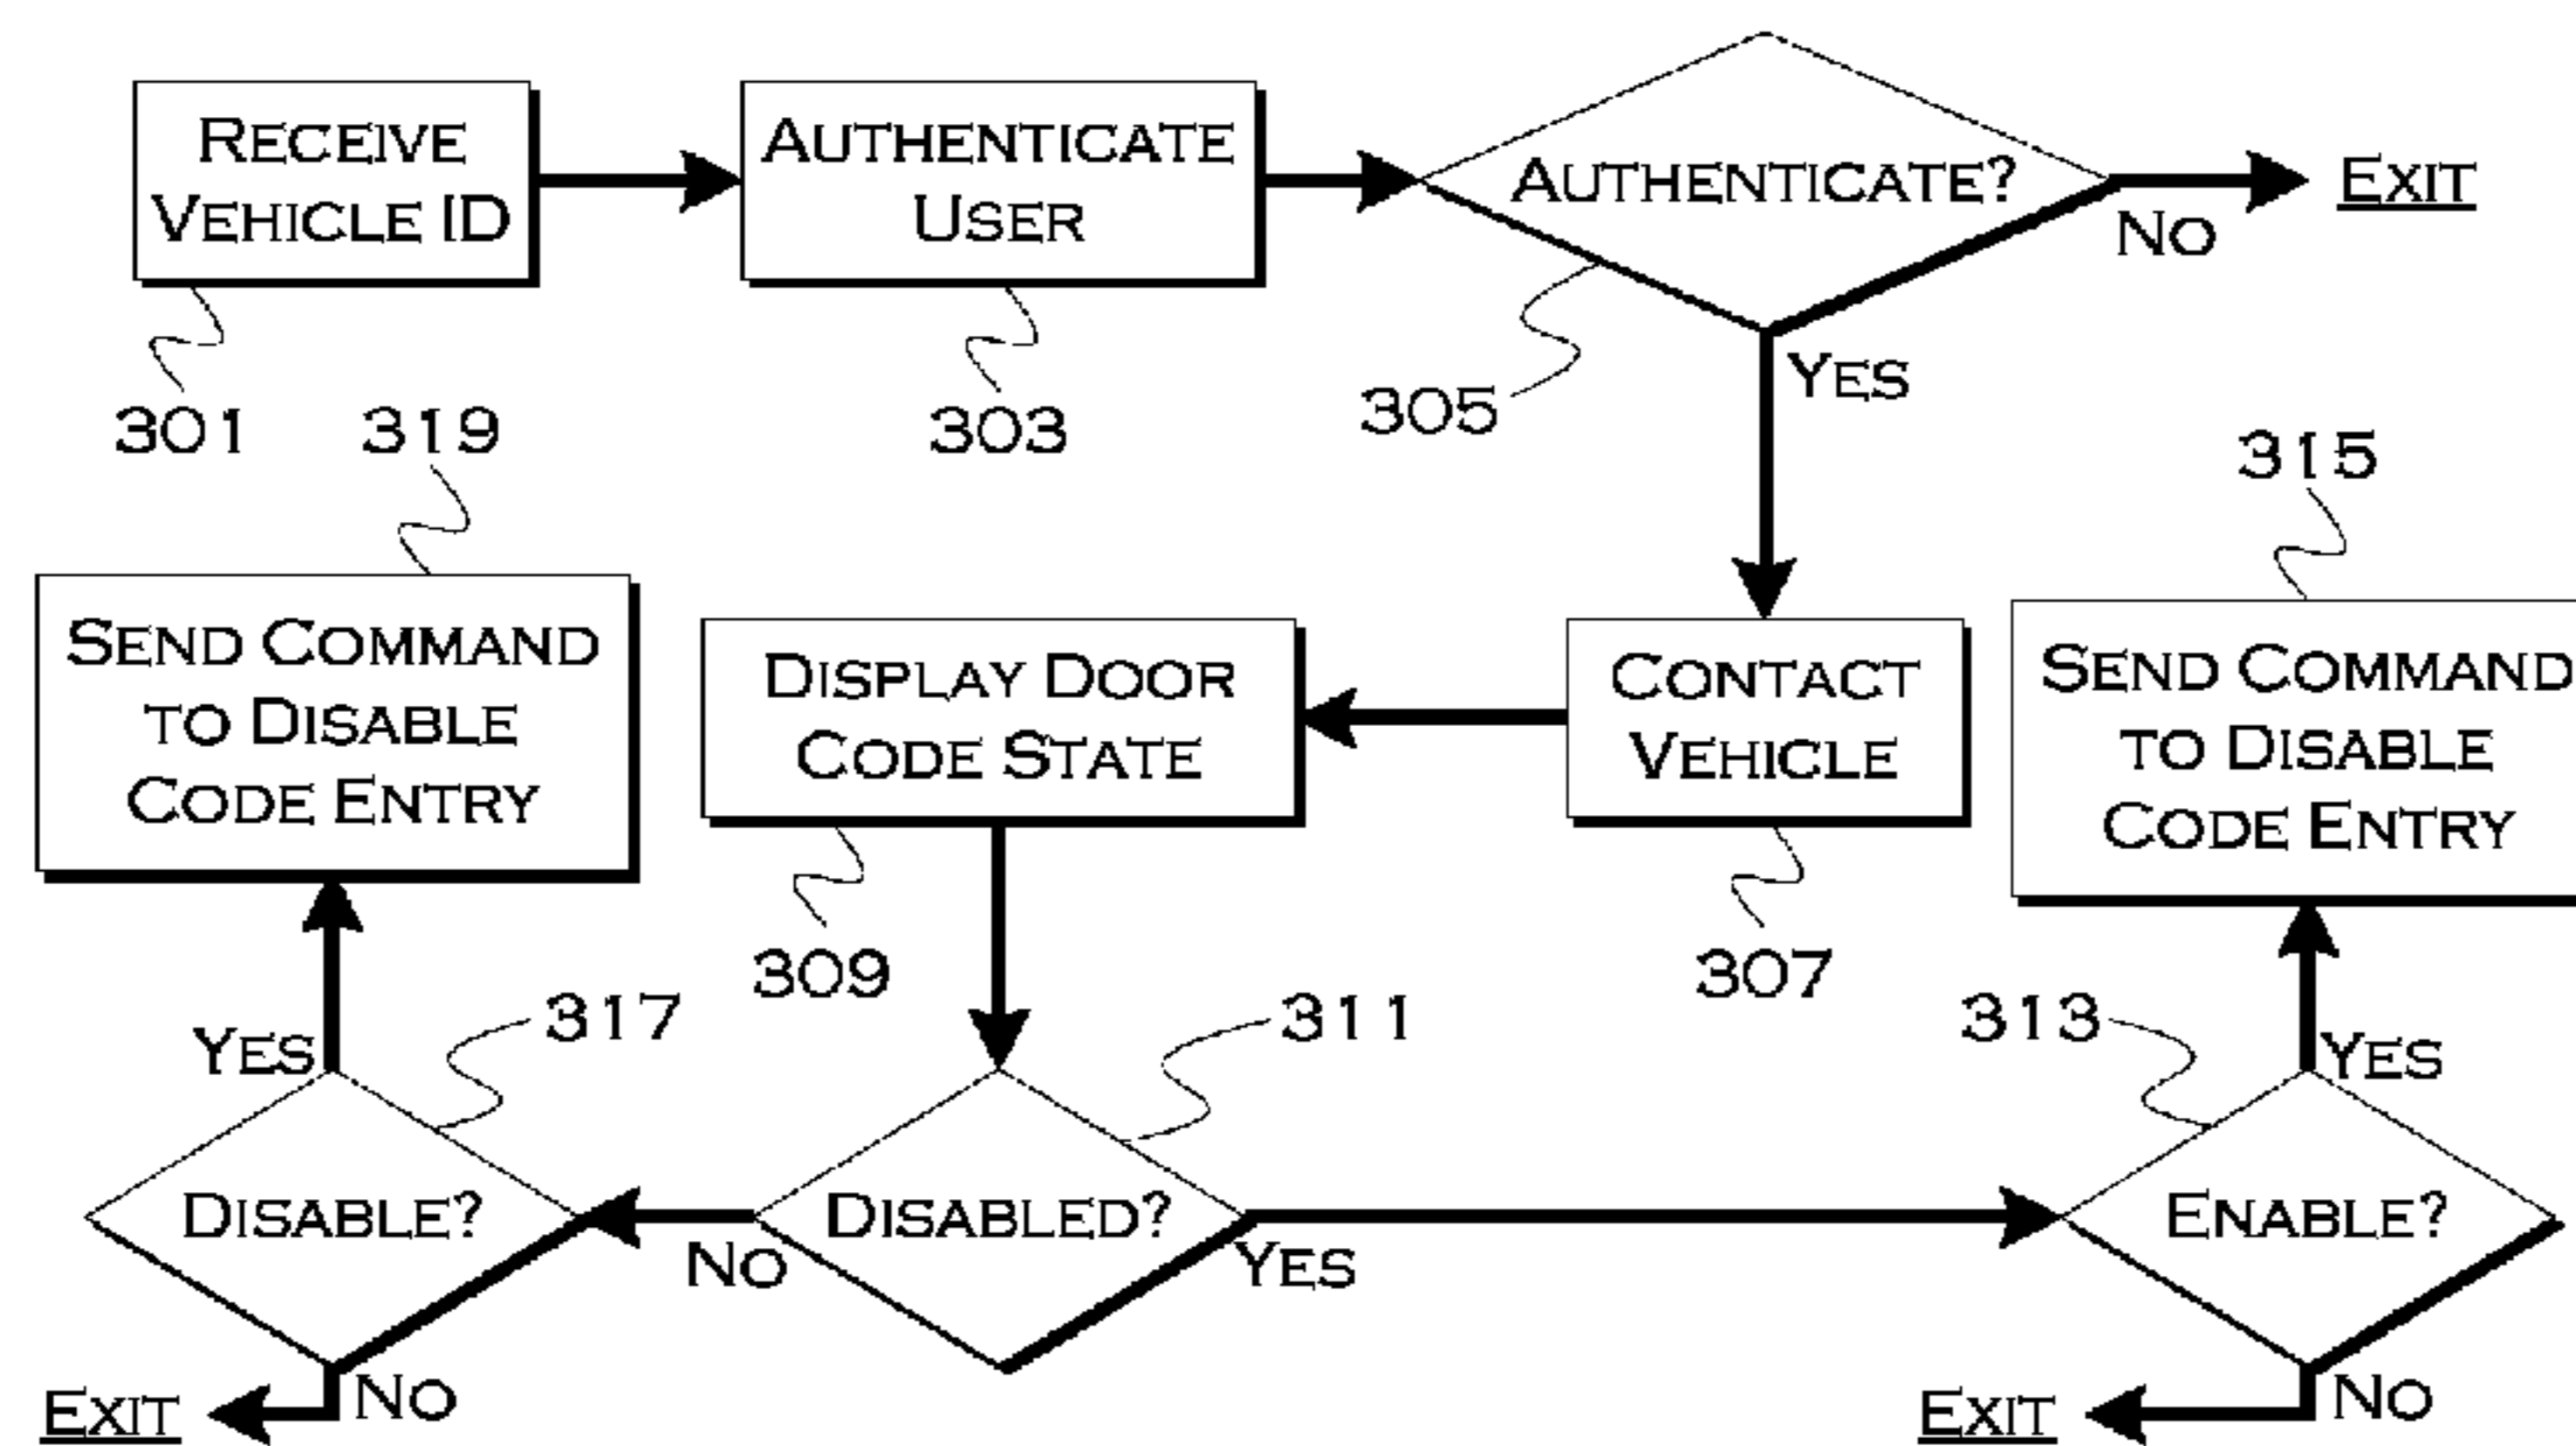 RECEIVE
VEHICLE ID
301
AUTHENTICATE
USER
303
AUTHENTICATE?
305
NO
EXIT
YES
CONTACT
VEHICLE
307
DISPLAY DOOR
CODE STATE
309
DISABLED?
311
YES
NO
ENABLE?
313
YES
SEND COMMAND
TO DISABLE
CODE ENTRY
315
NO
EXIT
DISABLE?
317
YES
SEND COMMAND
TO DISABLE
CODE ENTRY
319
NO
EXIT